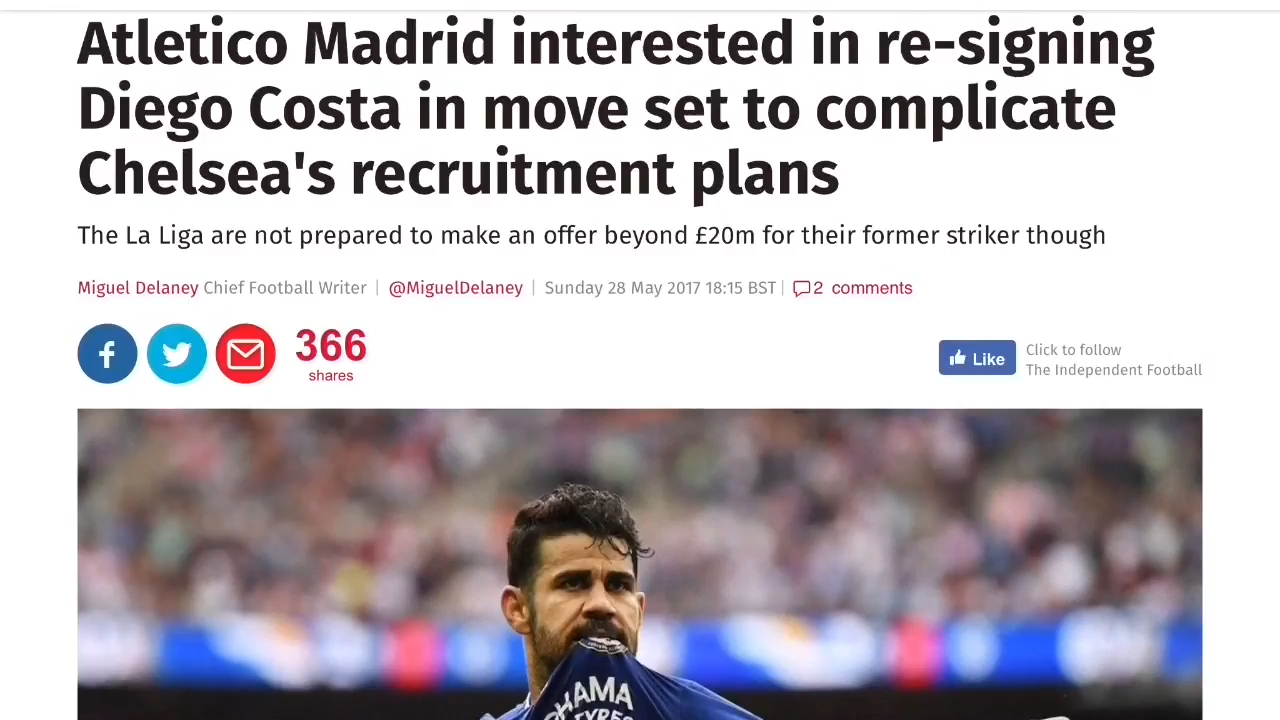 Atletico Madrid interested in re-signing
Diego Costa in move set to complicate
Chelsea's recruitment plans
The La Liga are not prepared to make an offer beyond £20m for their former striker though
Miguel Delaney Chief Football Writer | @MiguelDelaney | Sunday 28 May 2017 18:15 BST | 2 comments
366
shares
Like
Click to follow
The Independent Football